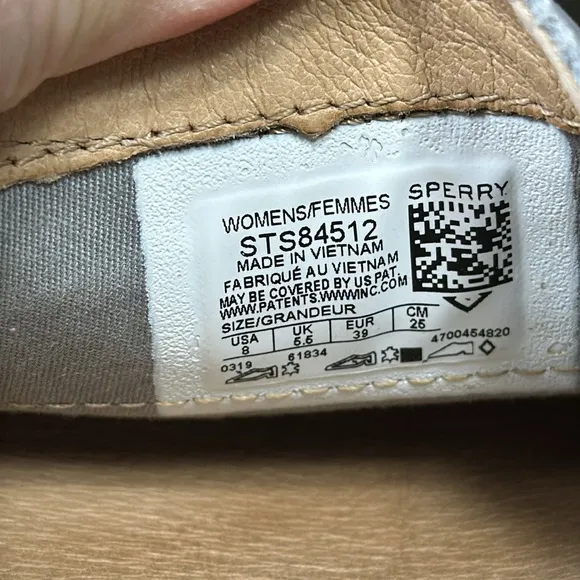 SPERRY
WOMENS/FEMMES
STS84512
MADE IN VIETNAM
FABRIQUÉ AU VIETNAM
MAY BE COVERED BY US PAT.
WWW.PATENTS.WWWINC.COM
SIZE/GRANDEUR
USA UK EUR CM
8 5.5 39 25
0319 61834 4700454820